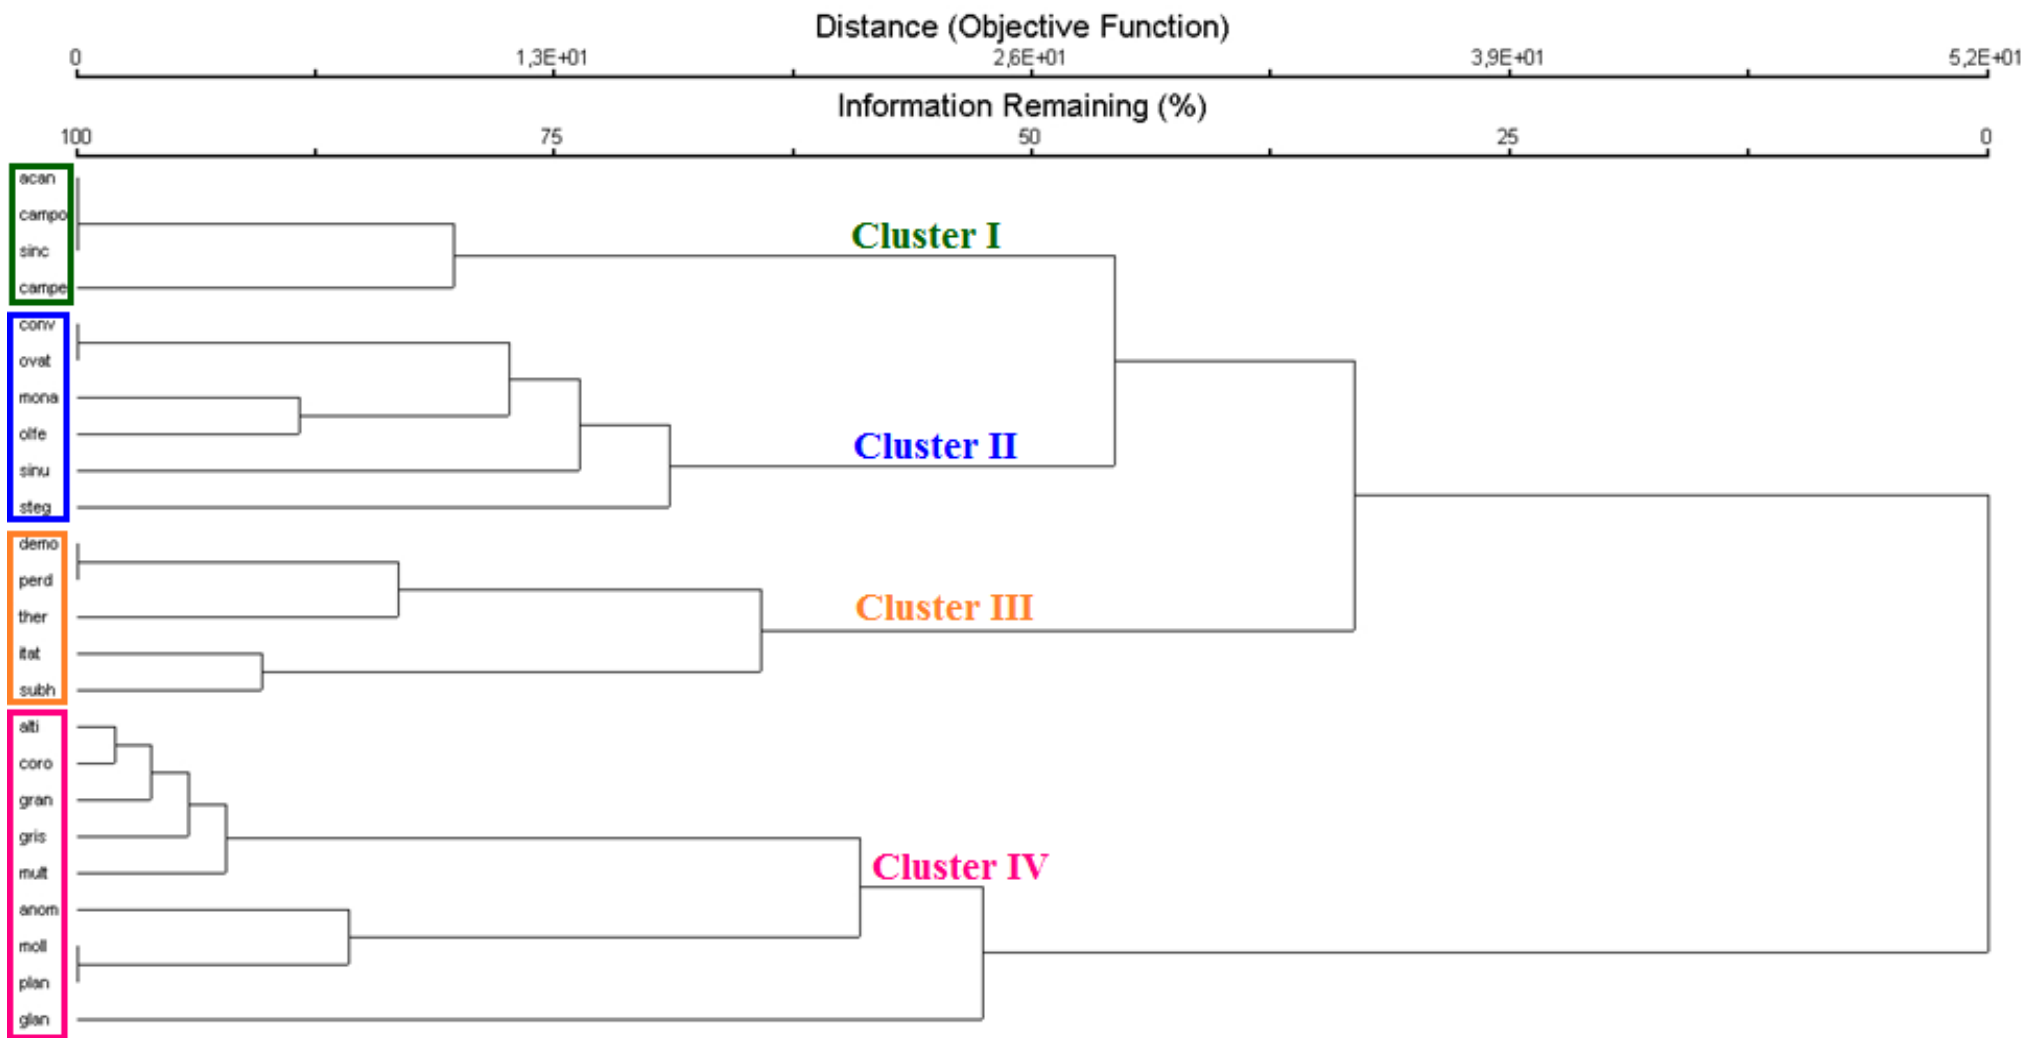 Distance (Objective Function)
0 1,3E+01 2,6E+01 3,9E+01 5,2E+01
Information Remaining (%)
100 75 50 25 0
acan
campo
Cluster I
sinc
campe
conv
ovat
mona
olfe
Cluster II
sinu
steg
demo
perd
Cluster III
ther
itat
subh
alti
coro
gran
gris
mult
Cluster IV
anom
moll
plan
glan